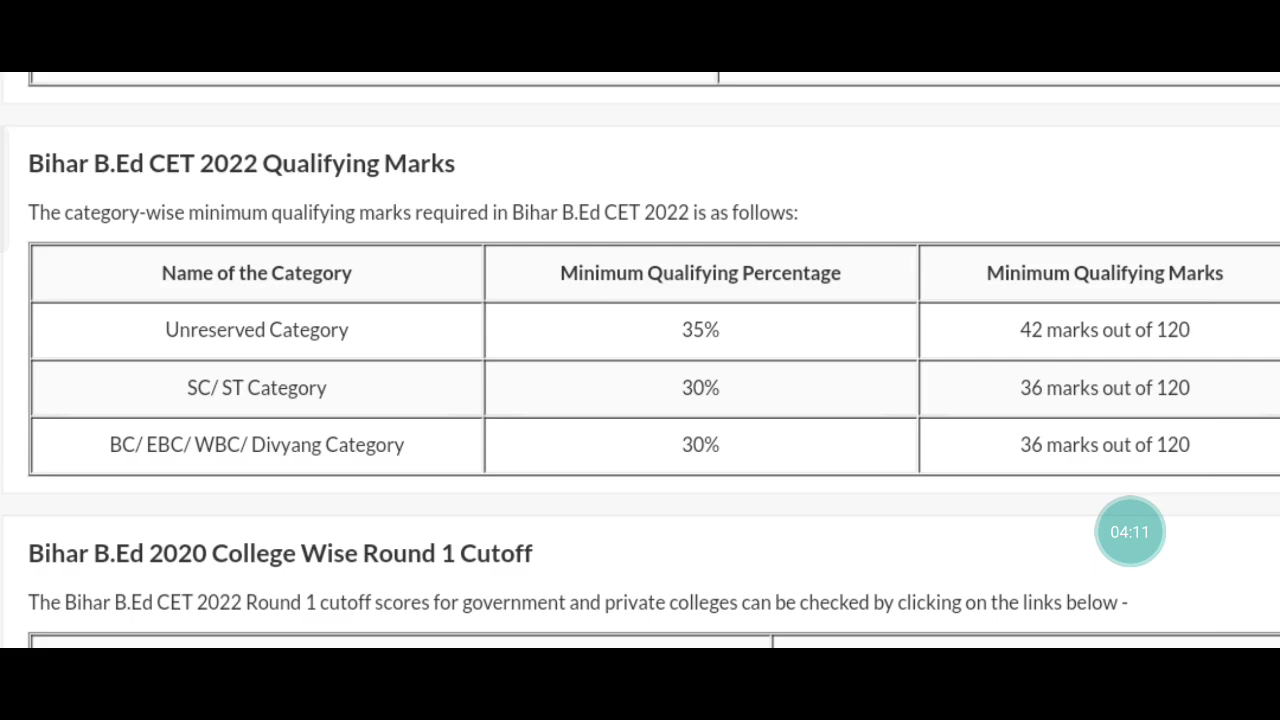 Bihar B.Ed CET 2022 Qualifying Marks
The category-wise minimum qualifying marks required in Bihar B.Ed CET 2022 is as follows:
Name of the Category Minimum Qualifying Percentage Minimum Qualifying Marks
Unreserved Category 35% 42 marks out of 120
SC/ ST Category 30% 36 marks out of 120
BC/ EBC/ WBC/ Divyang Category 30% 36 marks out of 120
04:11
Bihar B.Ed 2020 College Wise Round 1 Cutoff
The Bihar B.Ed CET 2022 Round 1 cutoff scores for government and private colleges can be checked by clicking on the links below -